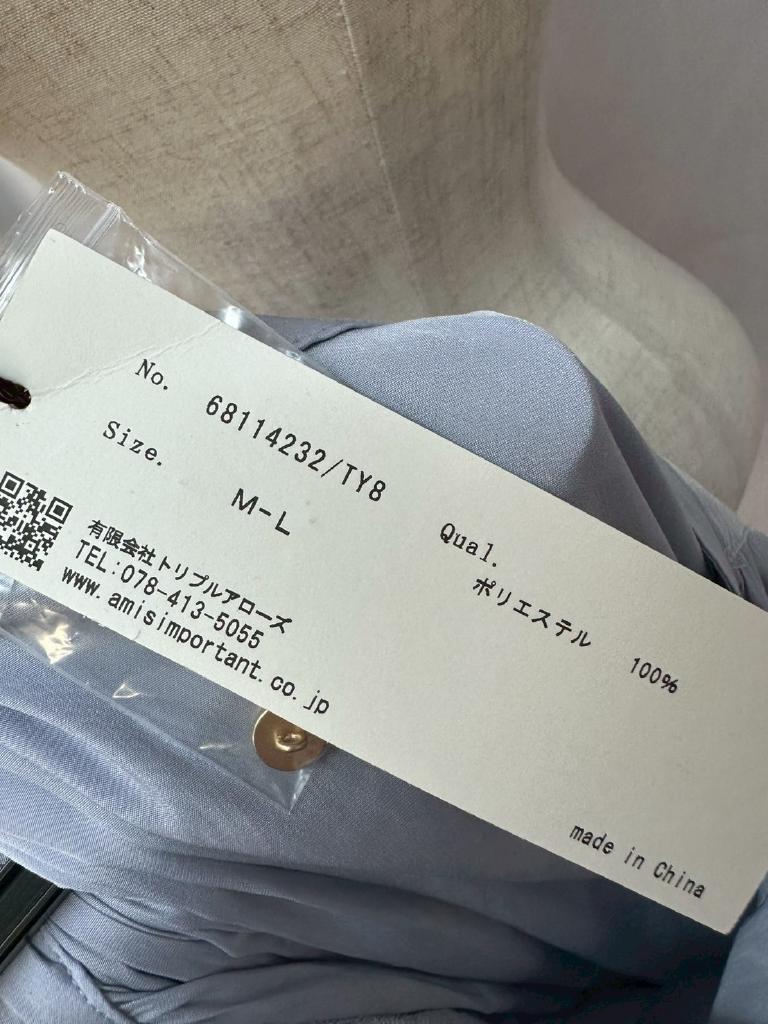 No.
68114232/TY8
Size.
M-L
Qual.
ポリエステル 100%
有限会社トリプルアローズ
TEL:078-413-5055
www.amisimportant.co.jp
made in China